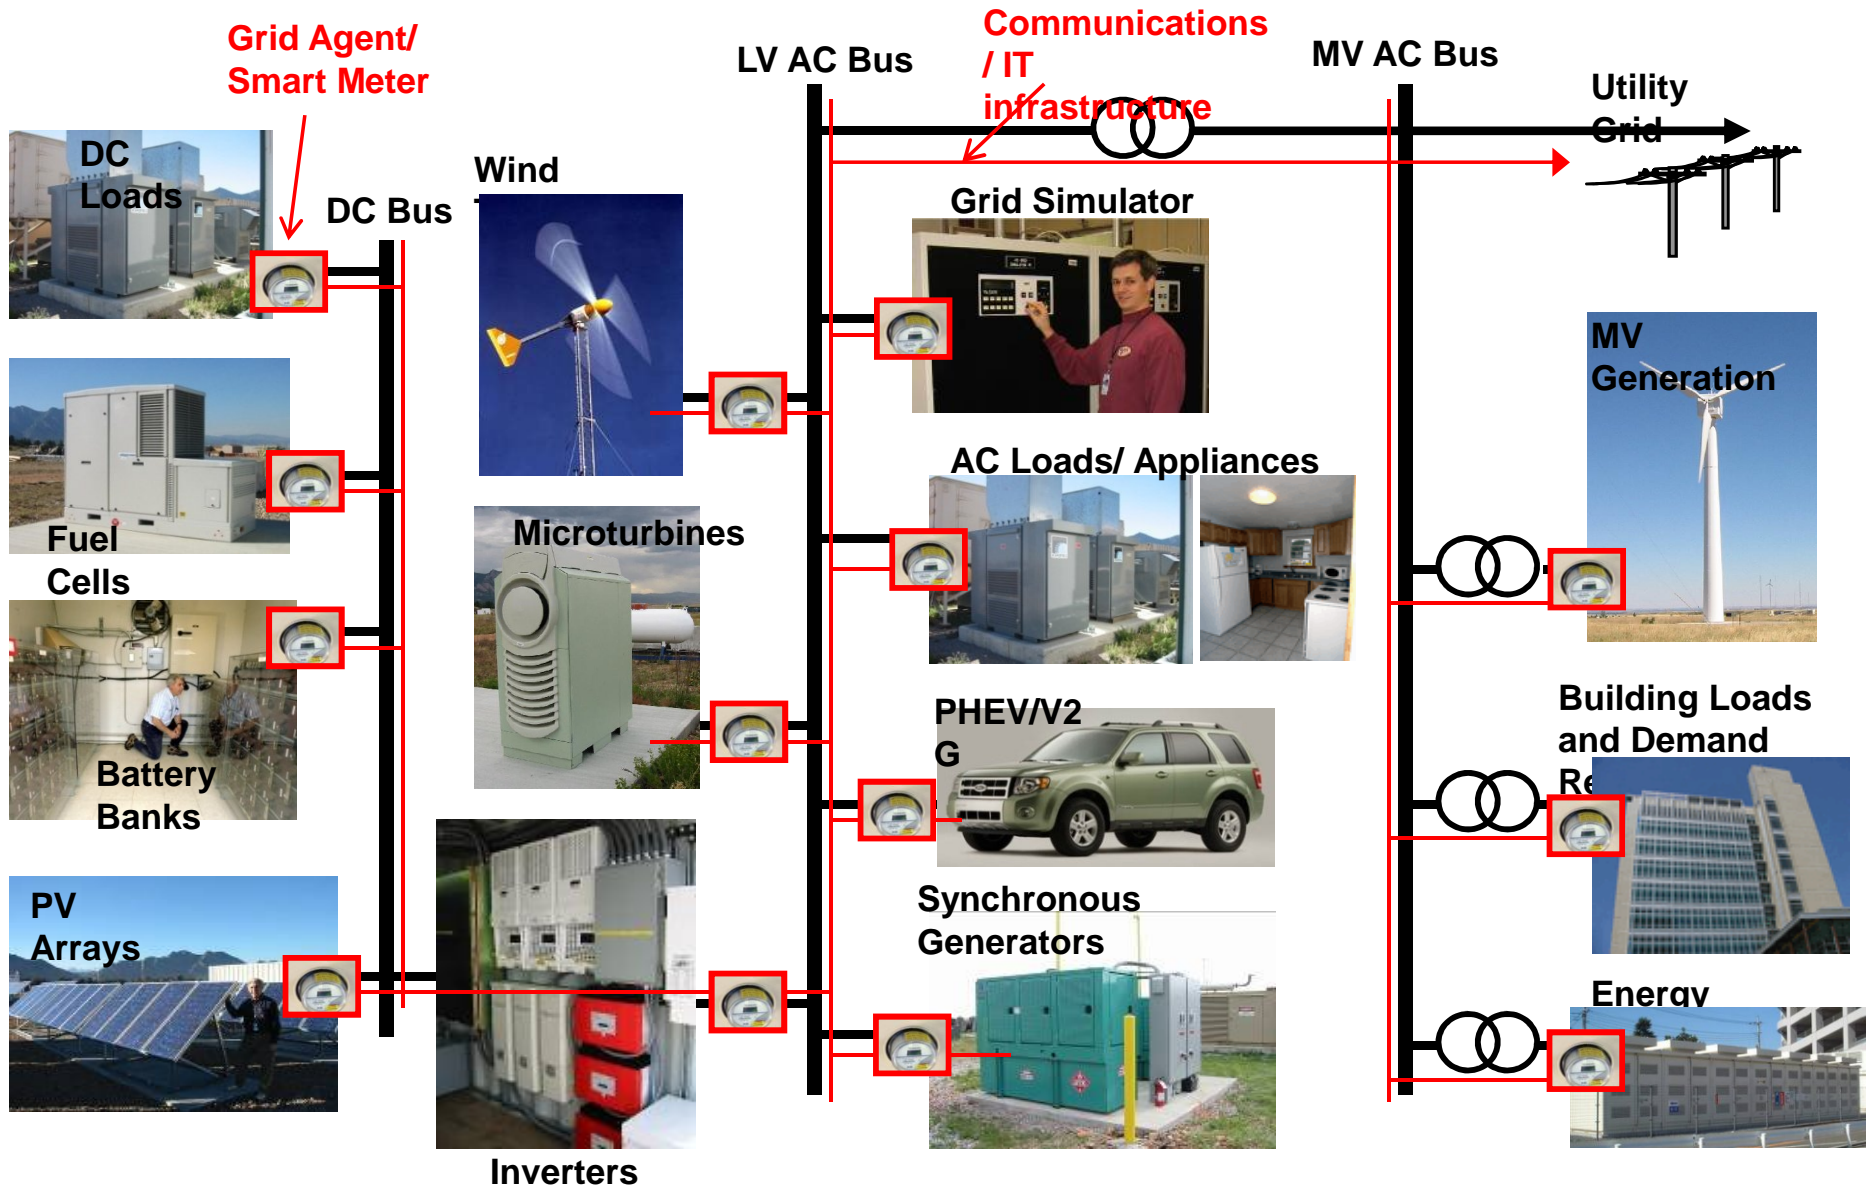 Grid Agent/
Smart Meter
LV AC Bus
Communications
/ IT
infrastructure
MV AC Bus
Utility
Grid
DC
Loads
DC Bus
Wind
Grid Simulator
MV
Generation
AC Loads/ Appliances
Fuel
Cells
Microturbines
Battery
Banks
PHEV/V2
G
Building Loads
and Demand
Re
PV
Arrays
Synchronous
Generators
Energy
Inverters